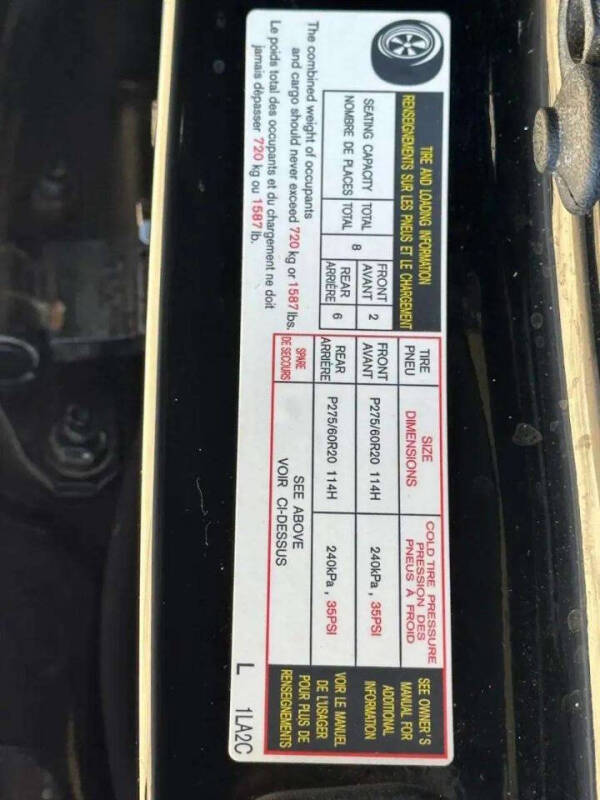 TIRE AND LOADING INFORMATION
RENSEIGNEMENTS SUR LES PNEUS ET LE CHARGEMENT
SEATING CAPACITY TOTAL 8 FRONT 2 REAR 6
NOMBRE DE PLACES TOTAL AVANT ARRIÈRE
The combined weight of occupants
and cargo should never exceed 720 kg or 1587 lbs.
Le poids total des occupants et du chargement ne doit
jamais dépasser 720 kg ou 1587 lb.
TIRE SIZE COLD TIRE PRESSURE
PNEU DIMENSIONS PRESSION DES
PNEUS À FROID
FRONT P275/60R20 114H 240kPa , 35PSI
AVANT
REAR P275/60R20 114H 240kPa , 35PSI
ARRIÈRE
SPARE SEE ABOVE
DE SECOURS VOIR CI-DESSUS
SEE OWNER'S
MANUAL FOR
ADDITIONAL
INFORMATION
VOIR LE MANUEL
DE L'USAGER
POUR PLUS DE
RENSEIGNEMENTS
L 1LA2C